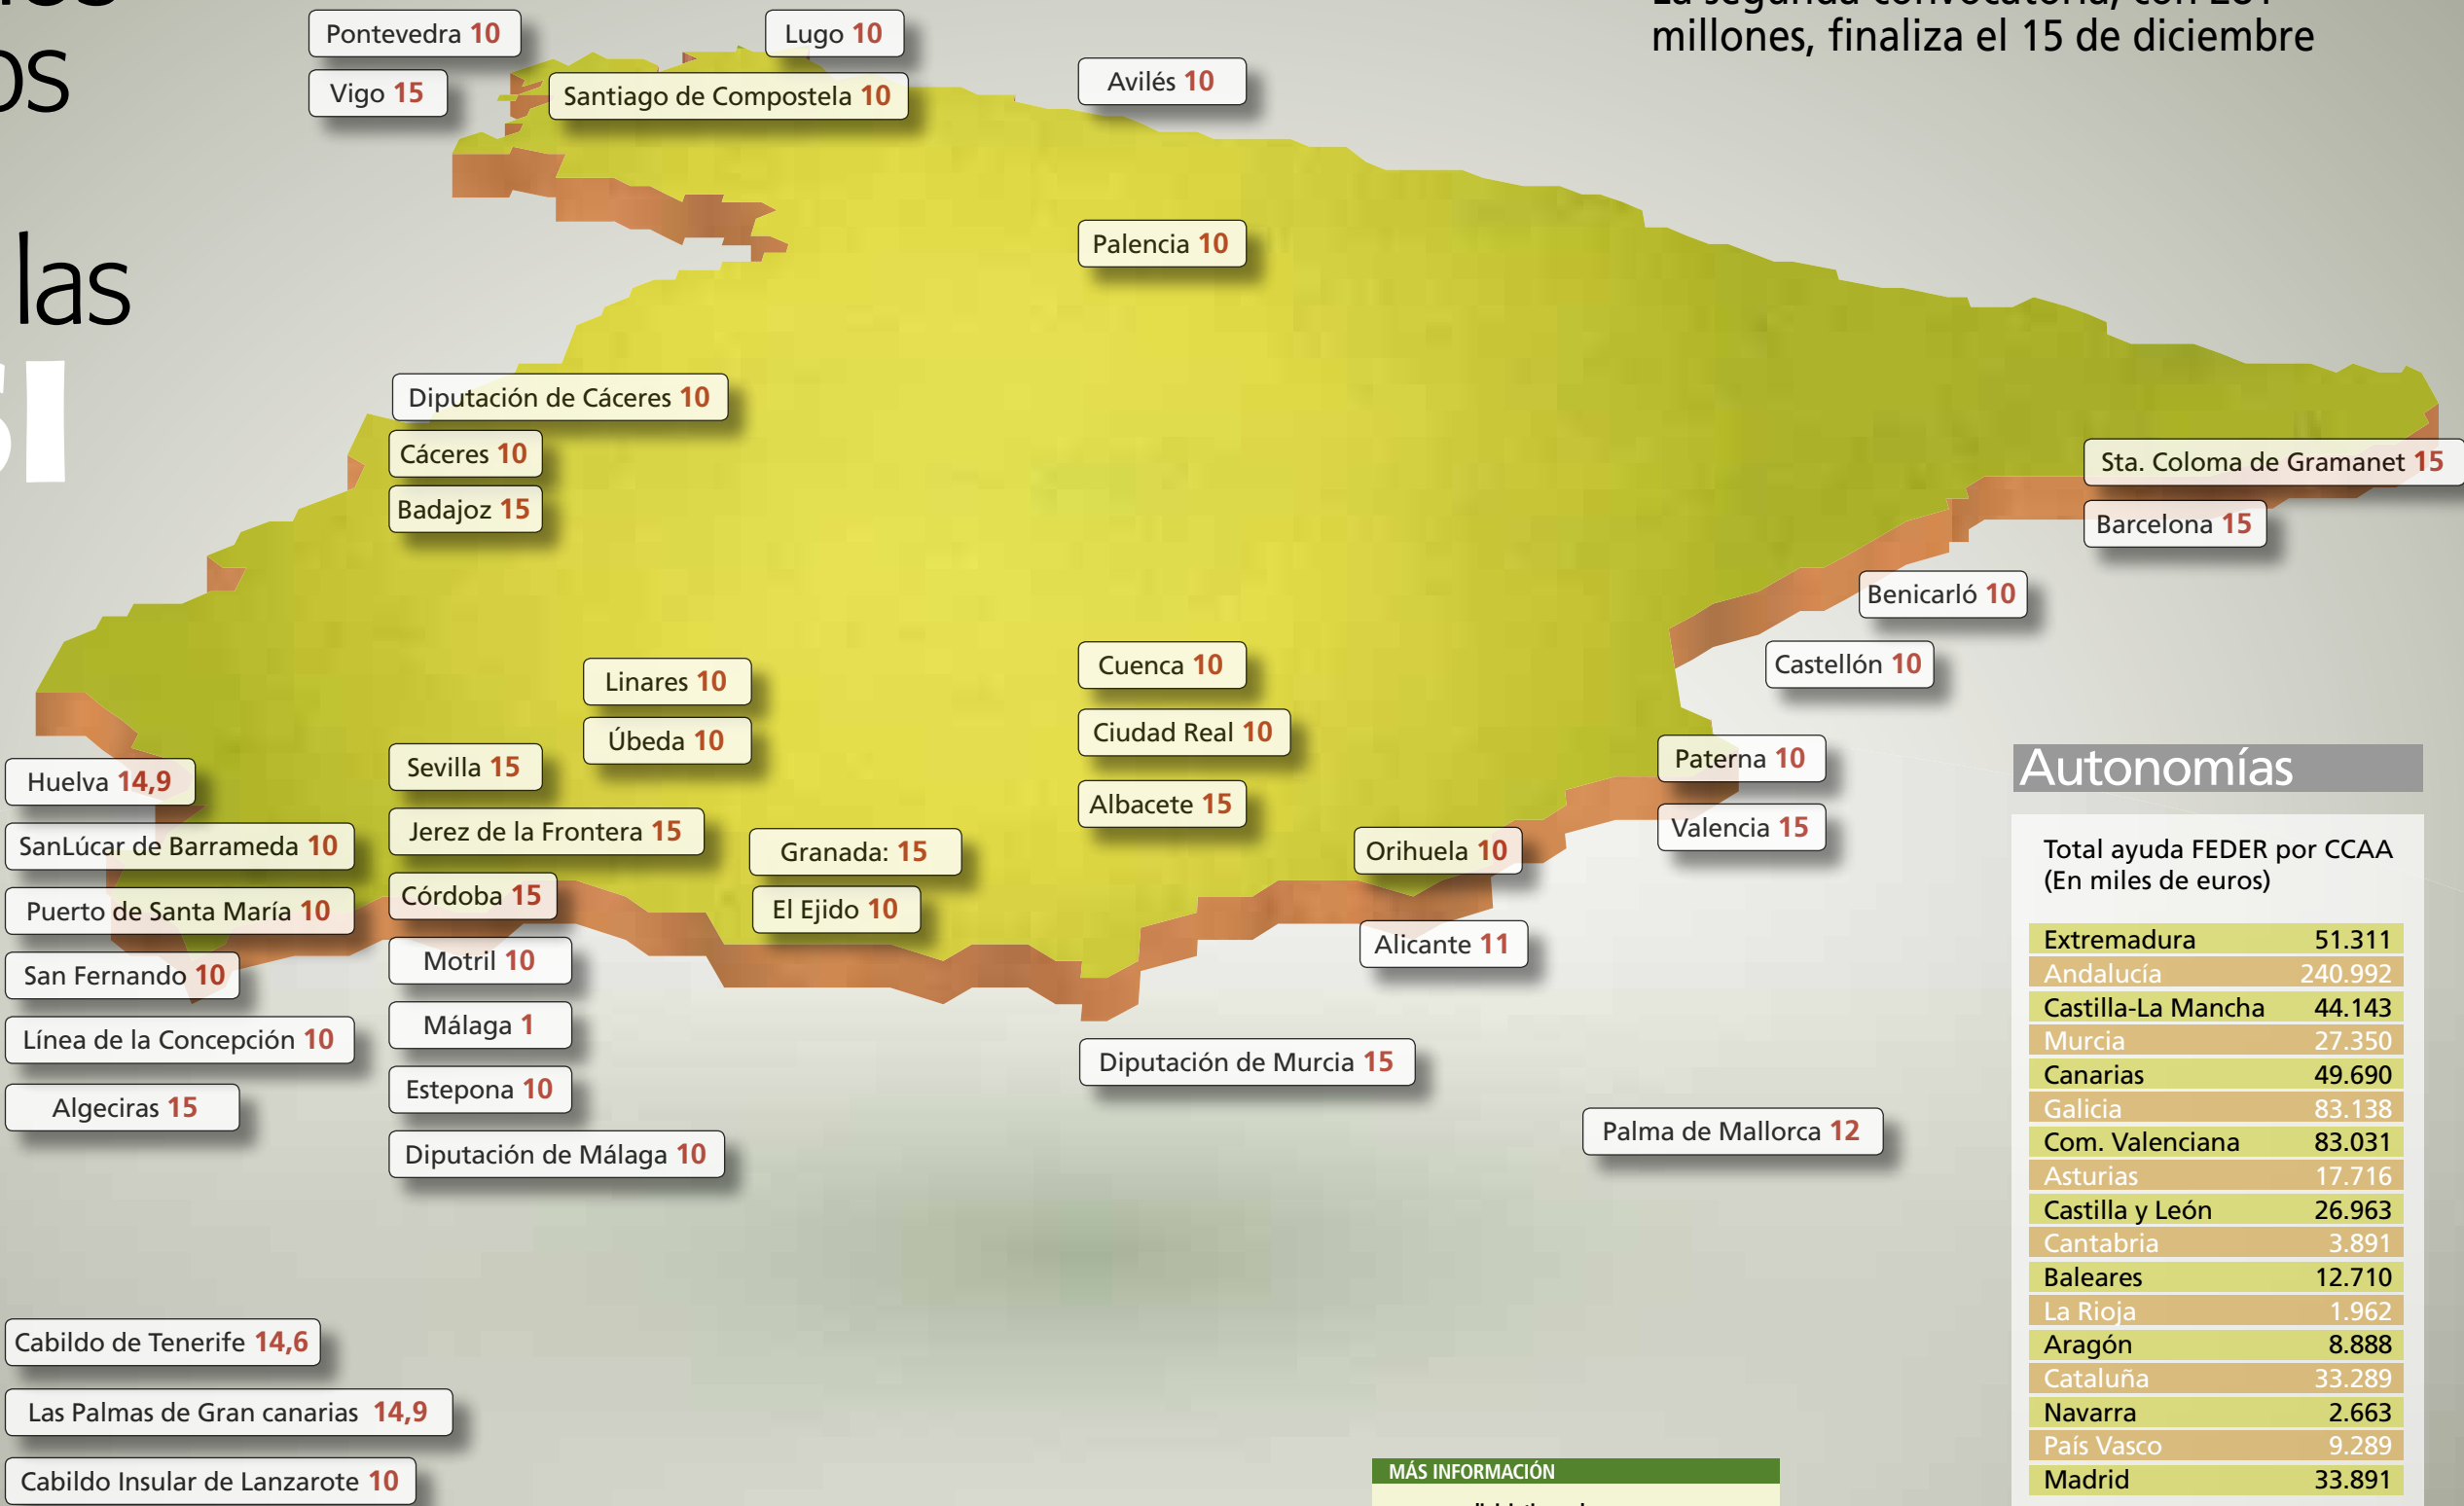 os
las
SI
millones, finaliza el 15 de diciembre
Pontevedra 10
Lugo 10
Vigo 15
Santiago de Compostela 10
Avilés 10
Palencia 10
Diputación de Cáceres 10
Cáceres 10
Badajoz 15
Sta. Coloma de Gramanet 15
Barcelona 15
Benicarló 10
Castellón 10
Linares 10
Úbeda 10
Cuenca 10
Ciudad Real 10
Albacete 15
Paterna 10
Valencia 15
Huelva 14,9
SanLúcar de Barrameda 10
Puerto de Santa María 10
San Fernando 10
Línea de la Concepción 10
Algeciras 15
Sevilla 15
Jerez de la Frontera 15
Córdoba 15
Motril 10
Málaga 1
Estepona 10
Diputación de Málaga 10
Granada: 15
El Ejido 10
Orihuela 10
Alicante 11
Diputación de Murcia 15
Palma de Mallorca 12
Cabildo de Tenerife 14,6
Las Palmas de Gran canarias 14,9
Cabildo Insular de Lanzarote 10
MÁS INFORMACIÓN
Autonomías
Total ayuda FEDER por CCAA
(En miles de euros)
Extremadura 51.311
Andalucía 240.992
Castilla-La Mancha 44.143
Murcia 27.350
Canarias 49.690
Galicia 83.138
Com. Valenciana 83.031
Asturias 17.716
Castilla y León 26.963
Cantabria 3.891
Baleares 12.710
La Rioja 1.962
Aragón 8.888
Cataluña 33.289
Navarra 2.663
País Vasco 9.289
Madrid 33.891